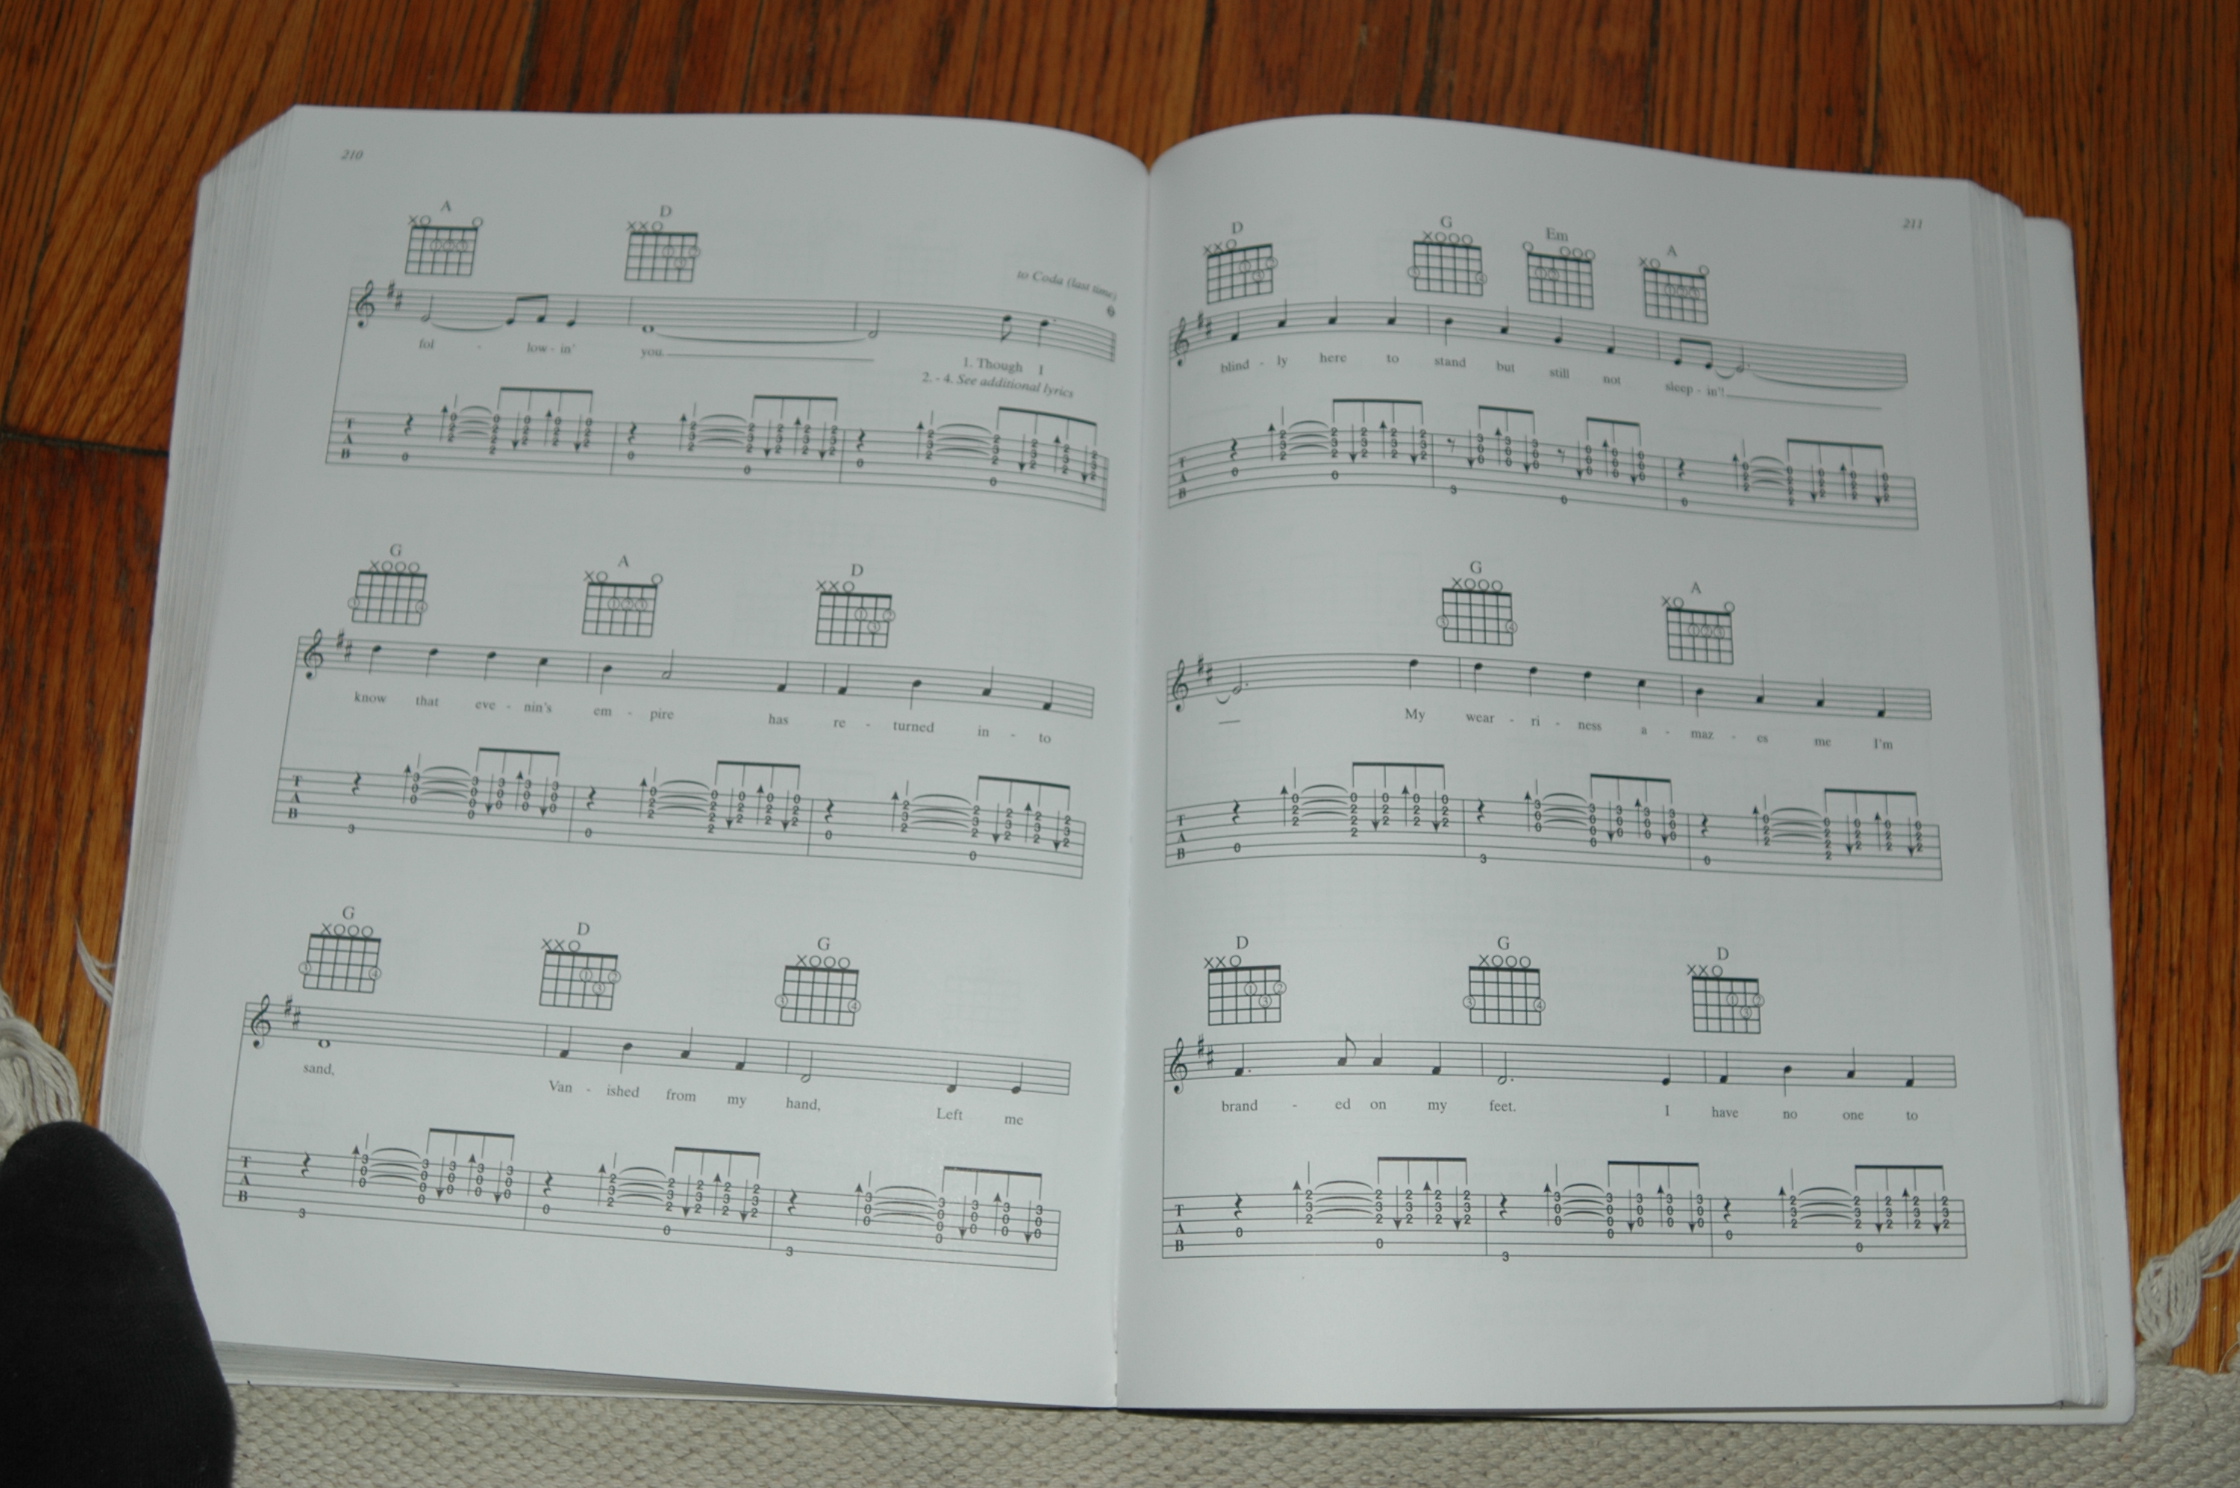 210
to Coda (last time)
A D
fol - low - in' you.
1. Though I
2.- 4. See additional lyrics
T
A
B
G A D
know that eve - nin's em - pire has re - turned in - to
T
A
B
G D G
sand, Van - ished from my hand, Left me
T
A
B
211
D G Em A
blind - ly here to stand but still not sleep - in'!
T
A
B
G A
My wear - ri - ness a - maz - es me I'm
T
A
B
D G D
brand - ed on my feet. I have no one to
T
A
B